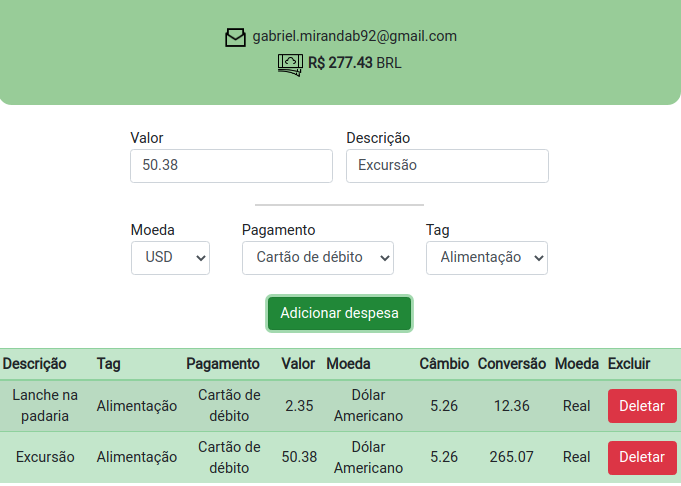 gabriel.mirandab92@gmail.com
R$ 277.43 BRL
Valor Descrição
50.38 Excursão
Moeda Pagamento Tag
USD Cartão de débito Alimentação
Adicionar despesa
Descrição Tag Pagamento Valor Moeda Câmbio Conversão Moeda Excluir
Lanche na padaria Alimentação Cartão de débito 2.35 Dólar Americano 5.26 12.36 Real Deletar
Excursão Alimentação Cartão de débito 50.38 Dólar Americano 5.26 265.07 Real Deletar